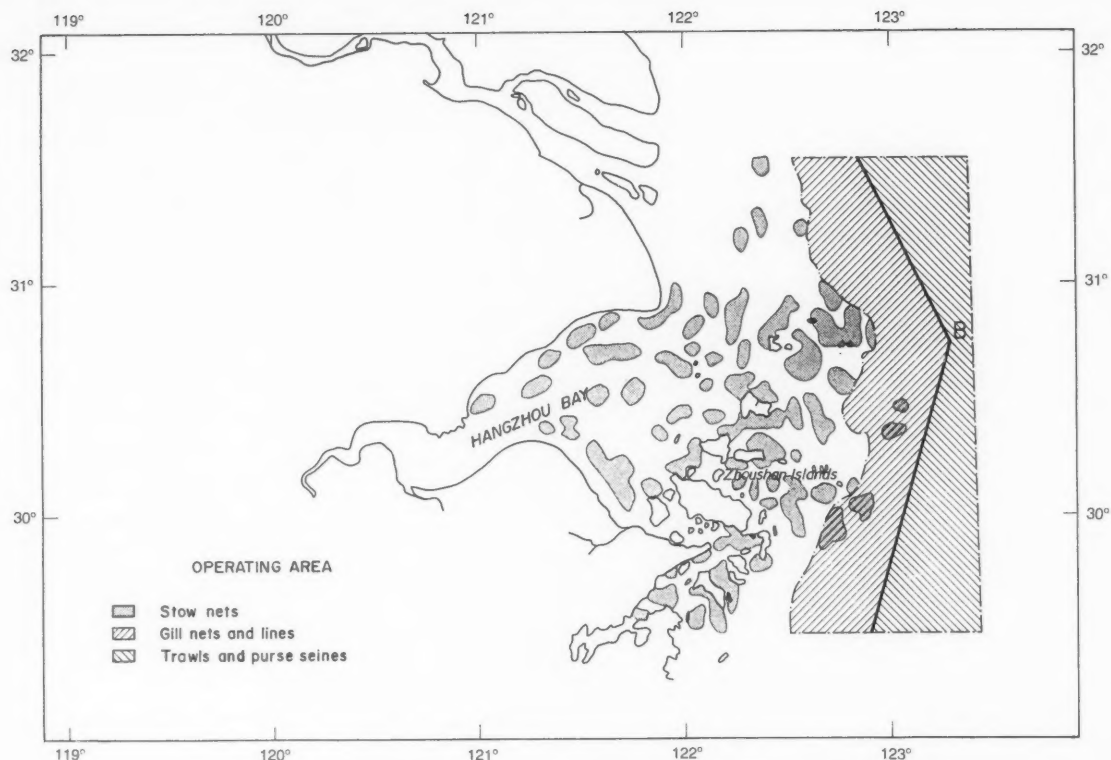 119° 120° 121° 122° 123°
32° 32°
31° 31°
B
HANGZHOU BAY
Zhoushan Islands
30° 30°
OPERATING AREA
Stow nets
Gill nets and lines
Trawls and purse seines
119° 120° 121° 122° 123°